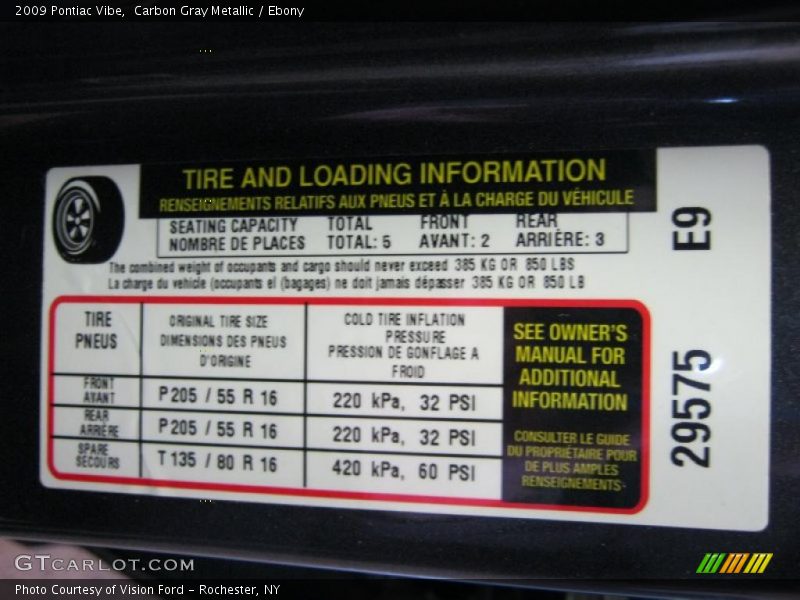 2009 Pontiac Vibe,  Carbon Gray Metallic / Ebony
TIRE AND LOADING INFORMATION
RENSEIGNEMENTS RELATIFS AUX PNEUS ET À LA CHARGE DU VÉHICULE
SEATING CAPACITY TOTAL FRONT REAR
NOMBRE DE PLACES TOTAL: 5 AVANT: 2 ARRIÈRE: 3
The combined weight of occupants and cargo should never exceed 385 KG OR 850 LBS
La charge du vehicle (occupants el (bagages) ne doit jamais dépasser 385 KG OR 850 LB
TIRE
PNEUS
ORIGINAL TIRE SIZE
DIMENSIONS DES PNEUS
D'ORIGINE
COLD TIRE INFLATION
PRESSURE
PRESSION DE GONFLAGE A
FROID
FRONT
AVANT
P205 / 55 R 16
220 kPa, 32 PSI
REAR
ARRIÈRE
P205 / 55 R 16
220 kPa, 32 PSI
SPARE
SECOURS
T135 / 80 R 16
420 kPa, 60 PSI
SEE OWNER'S
MANUAL FOR
ADDITIONAL
INFORMATION
CONSULTER LE GUIDE
DU PROPRIÉTAIRE POUR
DE PLUS AMPLES
RENSEIGNEMENTS
E9
29575
GTCARLOT.COM
Photo Courtesy of Vision Ford – Rochester, NY